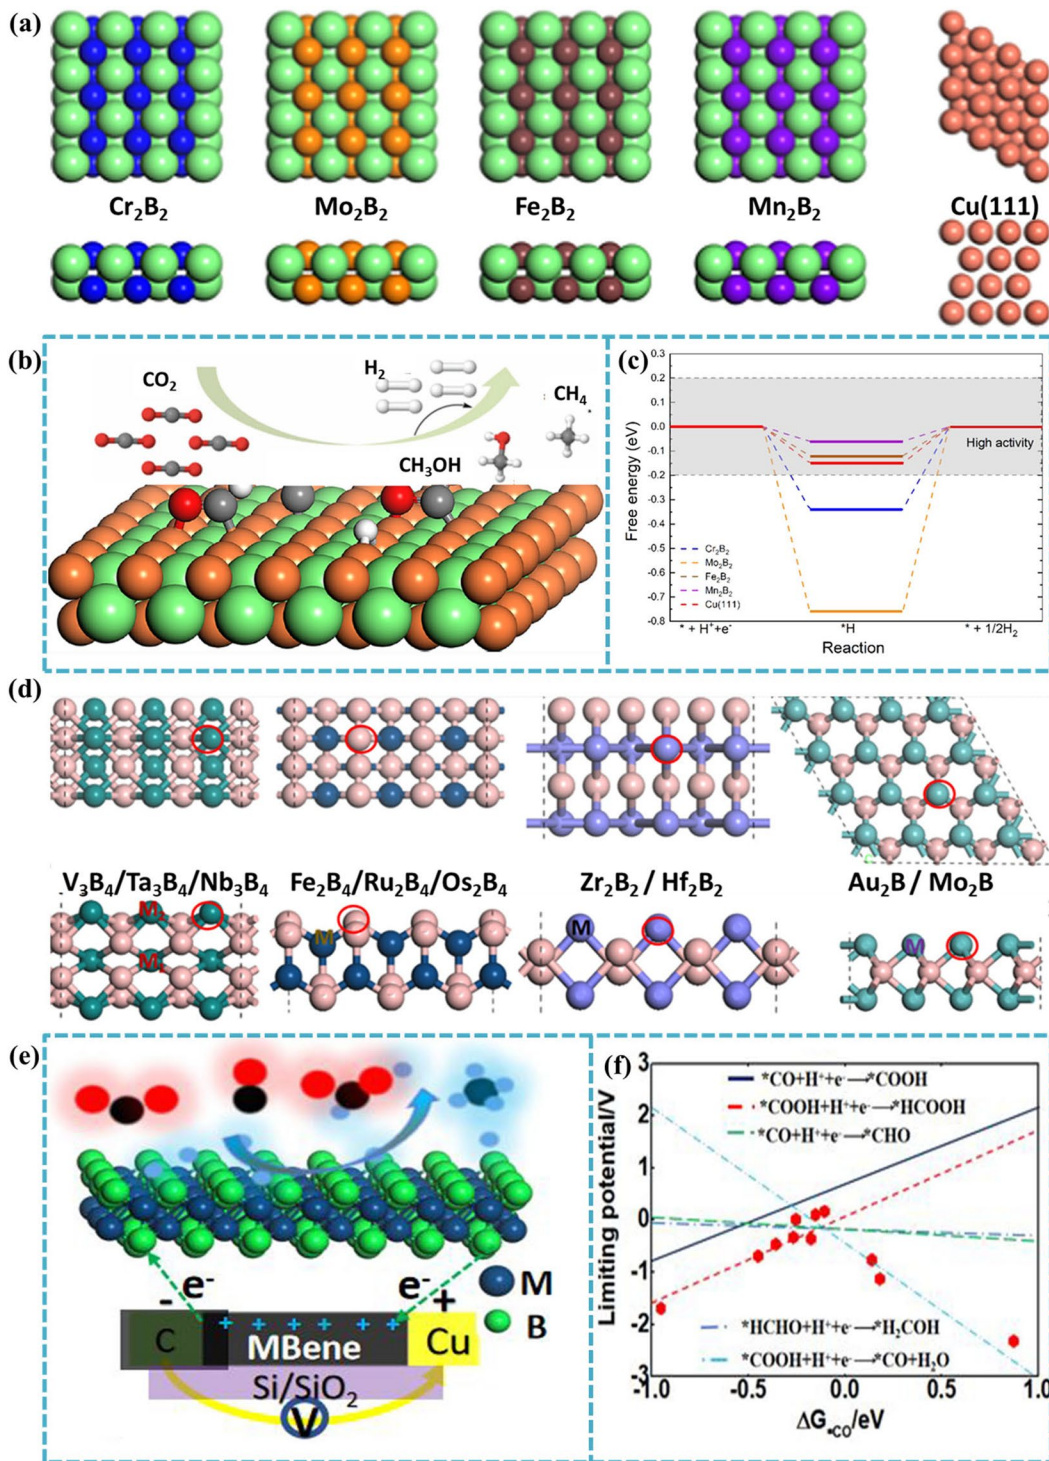 (a)
Cr₂B₂ Mo₂B₂ Fe₂B₂ Mn₂B₂ Cu(111)
(b)
CO₂
H₂
CH₄
CH₃OH
(c)
Free energy (eV)
0.3
0.2
0.1
0.0
-0.1
-0.2
-0.3
-0.4
-0.5
-0.6
-0.7
-0.8
High activity
Cr₂B₂
Mo₂B₂
Fe₂B₂
Mn₂B₂
Cu(111)
* + H⁺+e⁻ *H * + 1/2H₂
Reaction
(d)
V₃B₄/Ta₃B₄/Nb₃B₄ Fe₂B₄/Ru₂B₄/Os₂B₄ Zr₂B₂ / Hf₂B₂ Au₂B / Mo₂B
M
M
M
(e)
e⁻ e⁻
- +
M
B
C MBene Cu
+ + + + + + +
Si/SiO₂
V
(f)
Limiting potential/V
3
2
1
0
-1
-2
-3
*CO+H⁺+e⁻→*COOH
*COOH+H⁺+e⁻→*HCOOH
*CO+H⁺+e⁻→*CHO
*HCHO+H⁺+e⁻→*H₂COH
*COOH+H⁺+e⁻→*CO+H₂O
-1.0 -0.5 0.0 0.5 1.0
ΔG*CO/eV